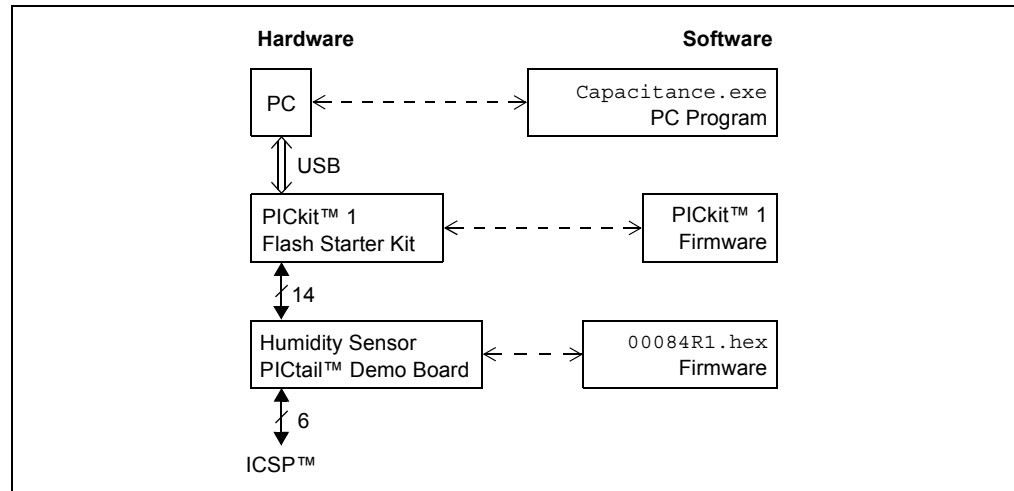 Hardware
Software
PC
Capacitance.exe
PC Program
USB
PICkit™ 1
Flash Starter Kit
PICkit™ 1
Firmware
14
Humidity Sensor
PICtail™ Demo Board
00084R1.hex
Firmware
6
ICSP™